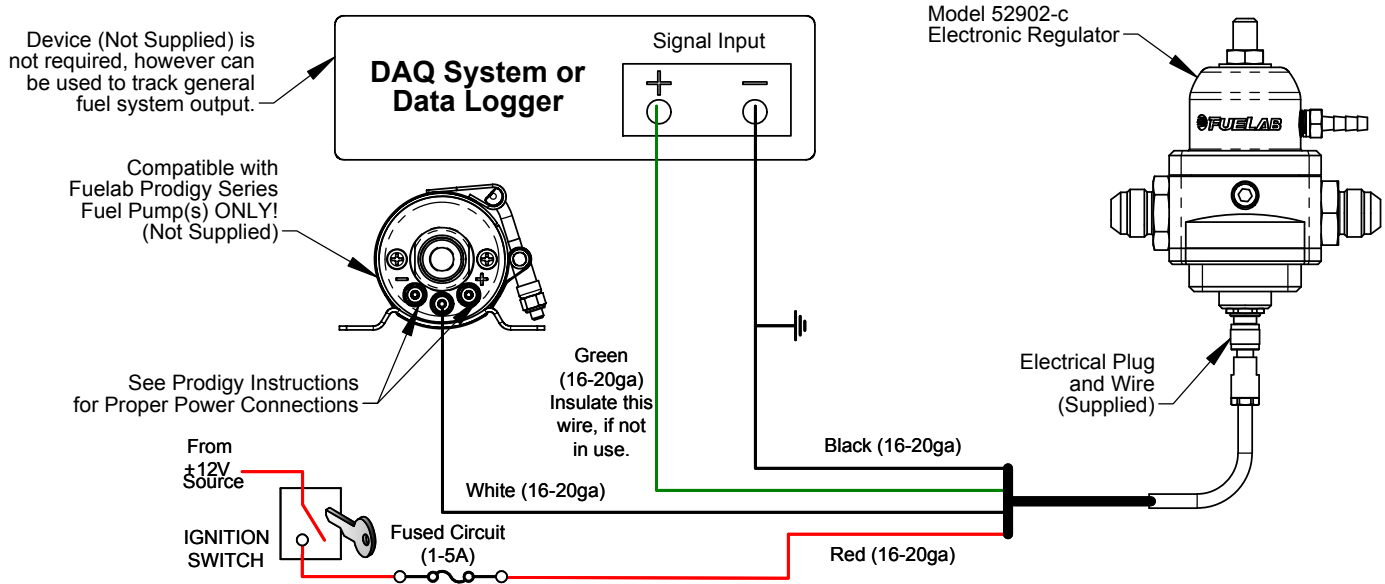 Device (Not Supplied) is
not required, however can
be used to track general
fuel system output.
DAQ System or
Data Logger
Signal Input
+
−
Model 52902-c
Electronic Regulator
FUELAB
Compatible with
Fuelab Prodigy Series
Fuel Pump(s) ONLY!
(Not Supplied)
−
+
See Prodigy Instructions
for Proper Power Connections
Green
(16-20ga)
Insulate this
wire, if not
in use.
Electrical Plug
and Wire
(Supplied)
Black (16-20ga)
White (16-20ga)
Red (16-20ga)
From
±12V
Source
IGNITION
SWITCH
Fused Circuit
(1-5A)